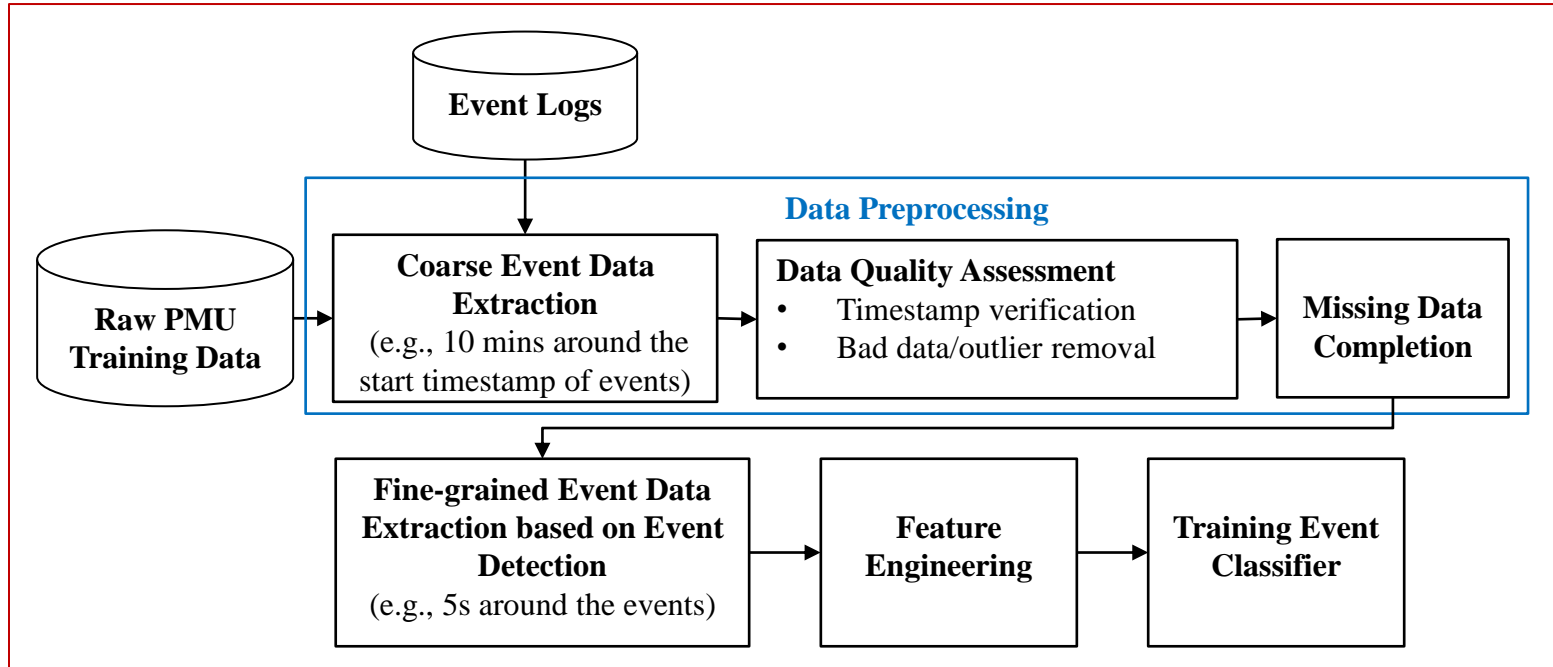 Event Logs
Data Preprocessing
Raw PMU
Training Data
Coarse Event Data
Extraction
(e.g., 10 mins around the
start timestamp of events)
Data Quality Assessment
• Timestamp verification
• Bad data/outlier removal
Missing Data
Completion
Fine-grained Event Data
Extraction based on Event
Detection
(e.g., 5s around the events)
Feature
Engineering
Training Event
Classifier